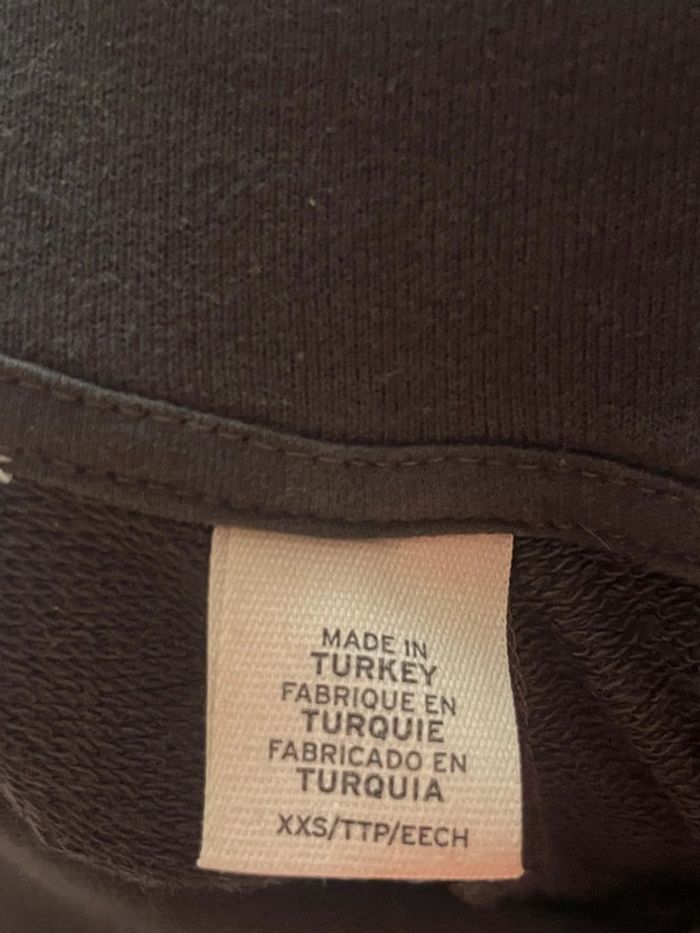 MADE IN
TURKEY
FABRIQUE EN
TURQUIE
FABRICADO EN
TURQUIA
XXS/TTP/EECH